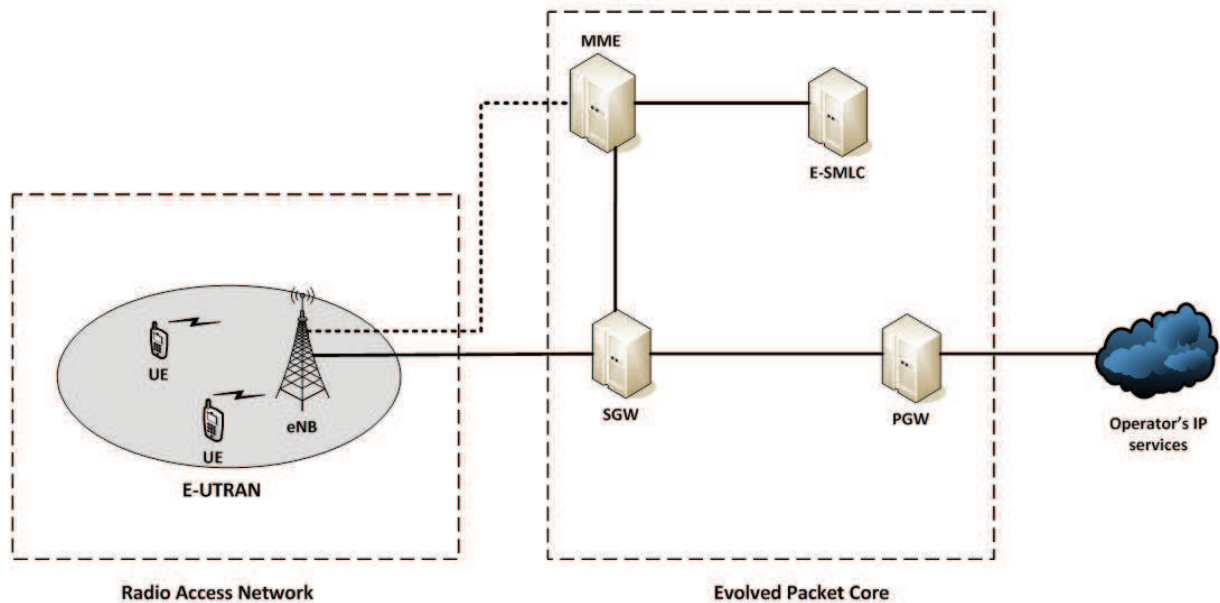 MME
E-SMLC
UE
UE
eNB
E-UTRAN
SGW
PGW
Operator's IP
services
Radio Access Network
Evolved Packet Core